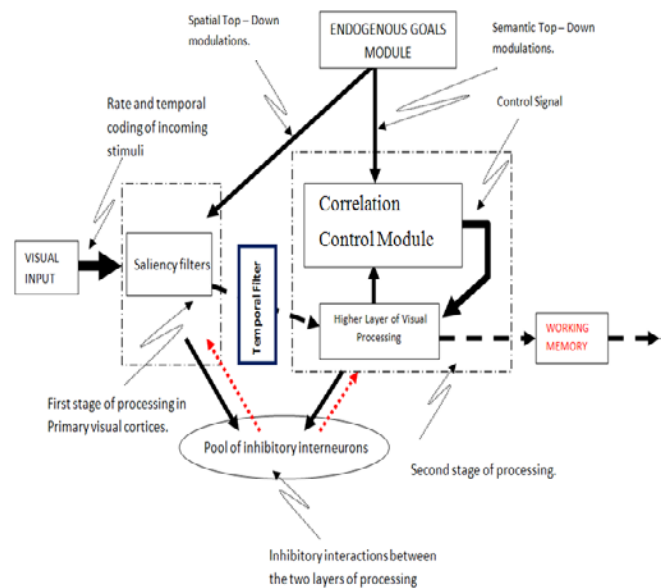 Spatial Top – Down
modulations.
ENDOGENOUS GOALS
MODULE
Semantic Top – Down
modulations.
Control Signal
Rate and temporal
coding of incoming
stimuli
Correlation
Control Module
VISUAL
INPUT
Saliency filters
Temporal Filter
Higher Layer of Visual
Processing
WORKING
MEMORY
First stage of processing in
Primary visual cortices.
Pool of inhibitory interneurons
Second stage of processing.
Inhibitory interactions between
the two layers of processing